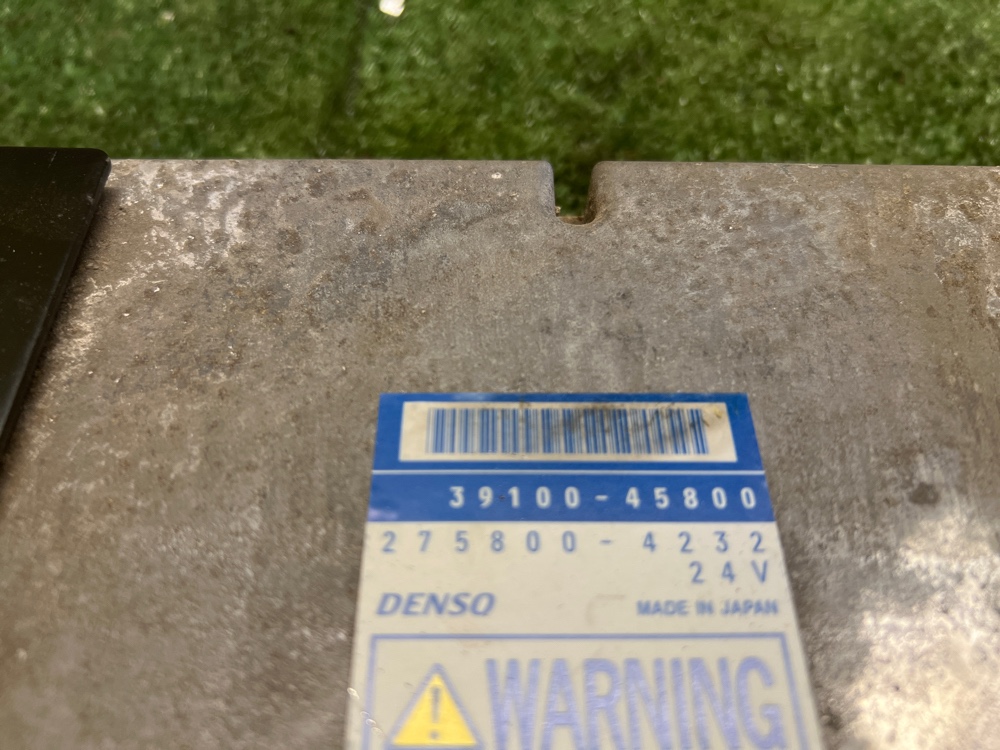 39100-45800
275800-4232
24V
DENSO MADE IN JAPAN
WARNING